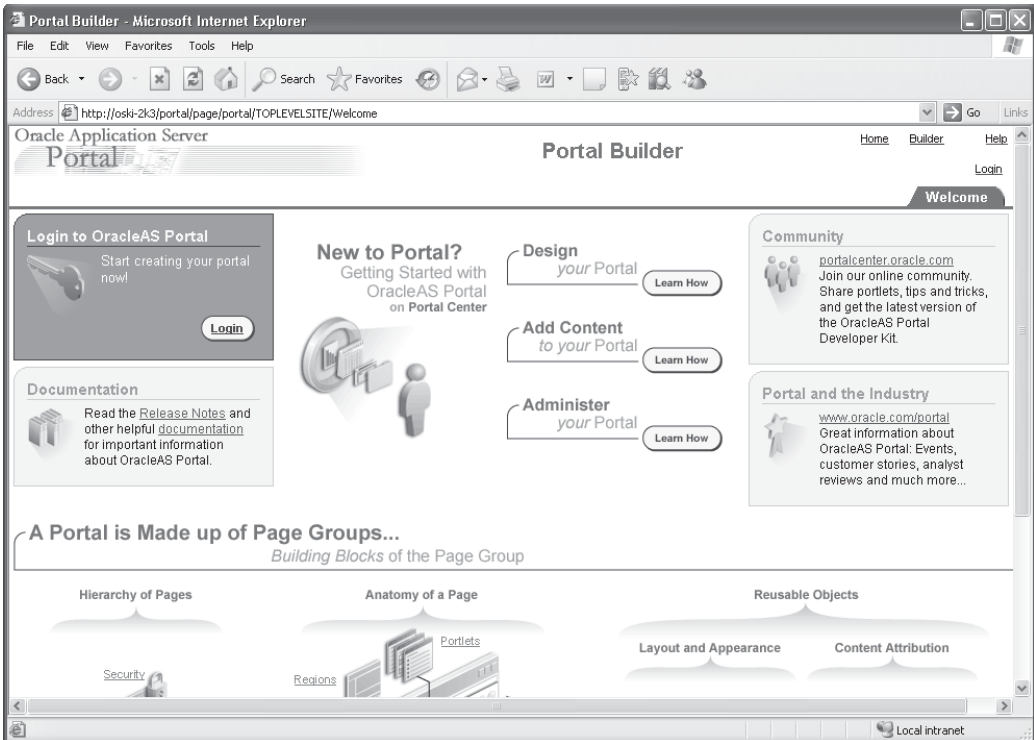 Portal Builder - Microsoft Internet Explorer
File Edit View Favorites Tools Help
Back Search Favorites
Address http://oski-2k3/portal/page/portal/TOPLEVELSITE/Welcome Go Links
Oracle Application Server
Portal
Portal Builder
Home Builder Help
Login
Welcome
Login to OracleAS Portal
Start creating your portal
now!
Login
Documentation
Read the Release Notes and
other helpful documentation
for important information
about OracleAS Portal.
New to Portal?
Getting Started with
OracleAS Portal
on Portal Center
Design
your Portal
Learn How
Add Content
to your Portal
Learn How
Administer
your Portal
Learn How
Community
portalcenter.oracle.com
Join our online community.
Share portlets, tips and tricks,
and get the latest version of
the OracleAS Portal
Developer Kit.
Portal and the Industry
www.oracle.com/portal
Great information about
OracleAS Portal: Events,
customer stories, analyst
reviews and much more...
A Portal is Made up of Page Groups...
Building Blocks of the Page Group
Hierarchy of Pages
Security
Anatomy of a Page
Portlets
Regions
Reusable Objects
Layout and Appearance
Content Attribution
Local intranet